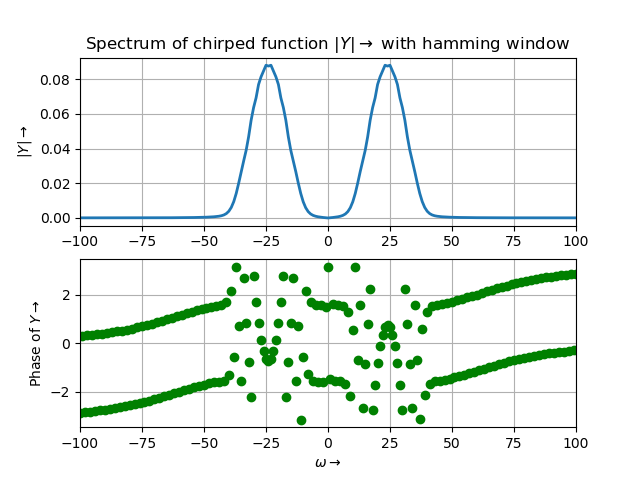 Spectrum of chirped function |Y| → with hamming window
|Y| →
0.08
0.06
0.04
0.02
0.00
−100 −75 −50 −25 0 25 50 75 100
Phase of Y →
2
0
−2
−100 −75 −50 −25 0 25 50 75 100
ω →